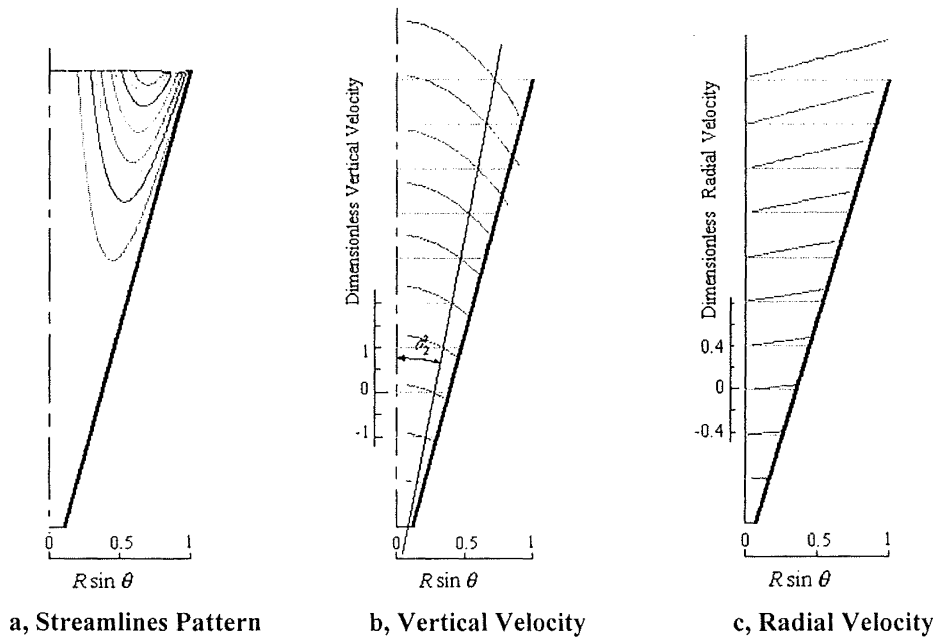 Dimensionless Vertical Velocity
1
0
-1
Dimensionless Radial Velocity
0.4
0
-0.4
0 0.5 1
R sin θ
0 0.5 1
R sin θ
0 0.5 1
R sin θ
a, Streamlines Pattern
b, Vertical Velocity
c, Radial Velocity